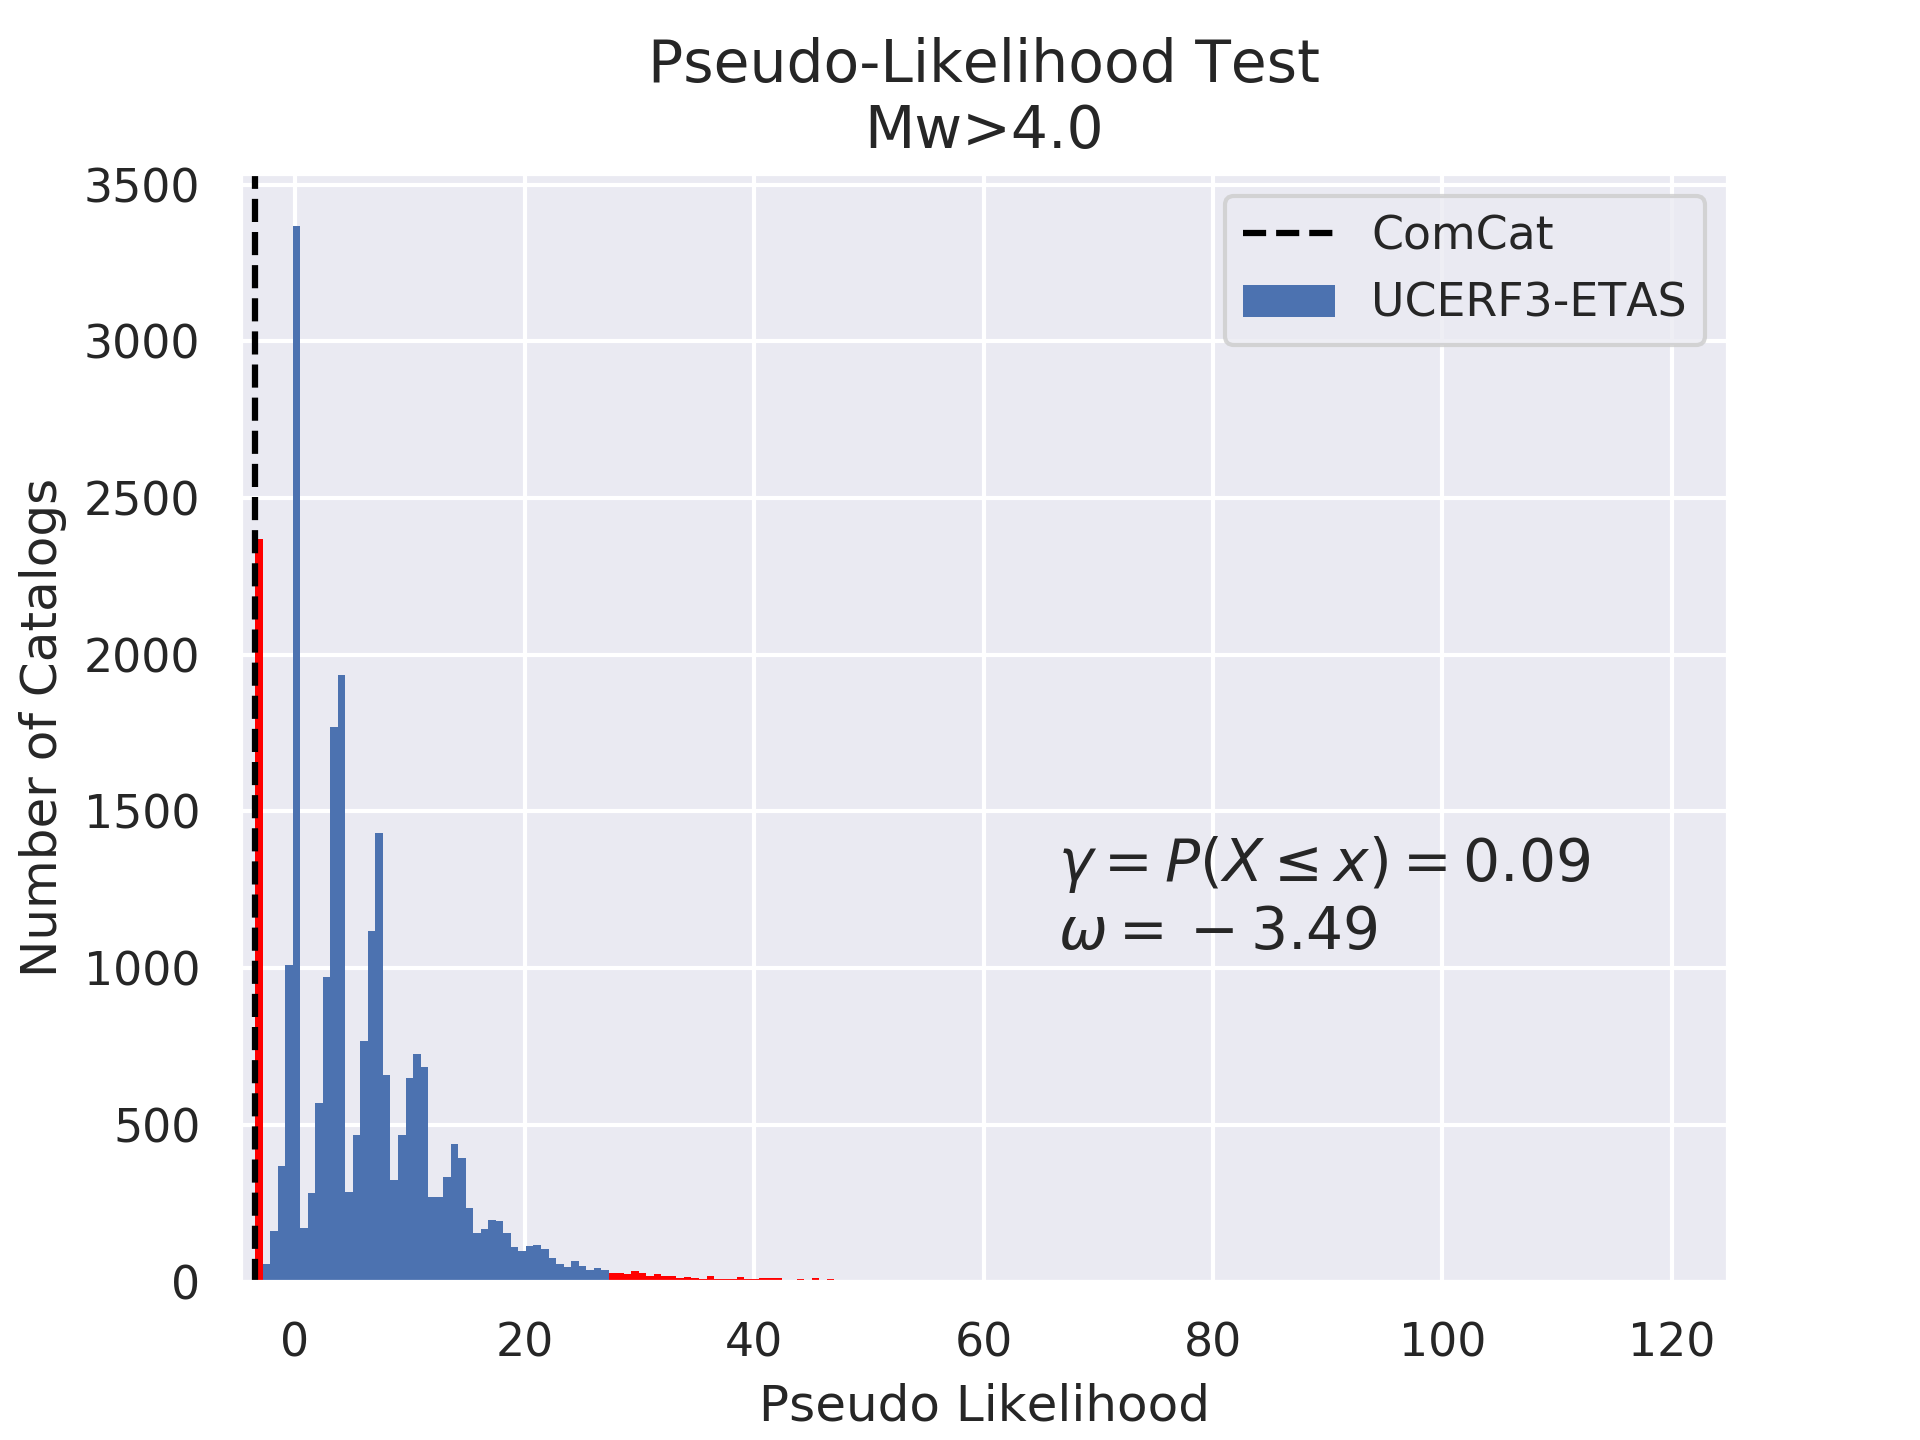 Pseudo-Likelihood Test
Mw>4.0
3500
3000
2500
2000
1500
1000
500
0
Number of Catalogs
ComCat
UCERF3-ETAS
γ = P(X ≤ x) = 0.09
ω = − 3.49
0 20 40 60 80 100 120
Pseudo Likelihood